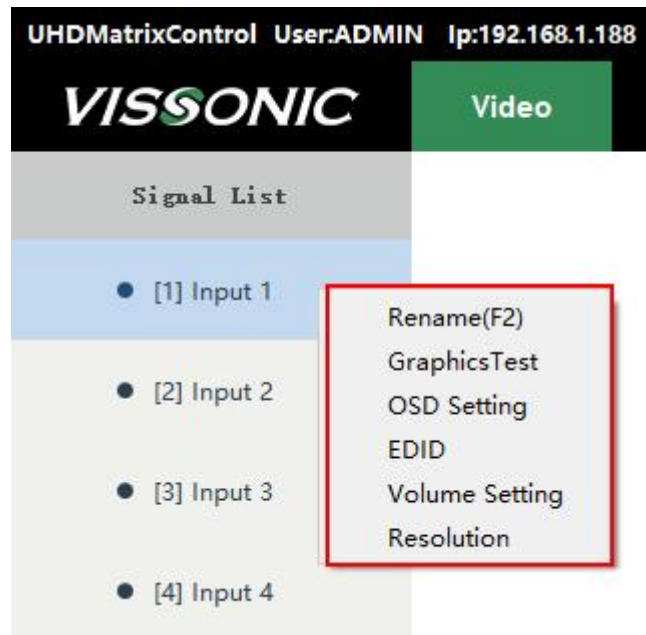 UHDMatrixControl User:ADMIN Ip:192.168.1.188
VISSONIC
Video
Signal List
[1] Input 1
[2] Input 2
[3] Input 3
[4] Input 4
Rename(F2)
GraphicsTest
OSD Setting
EDID
Volume Setting
Resolution